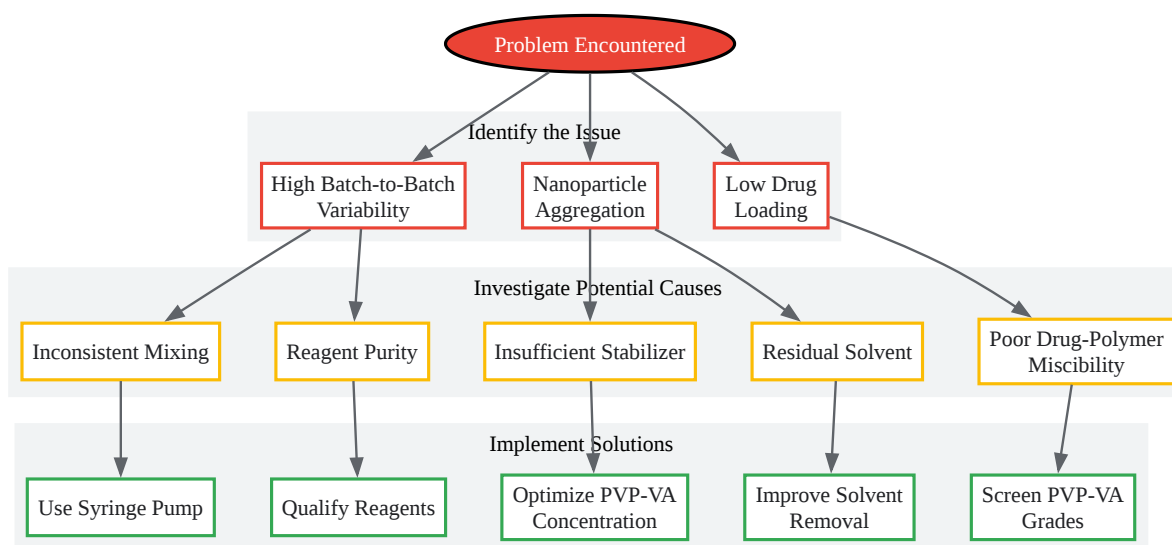 Problem Encountered
Identify the Issue
High Batch-to-Batch
Variability
Nanoparticle
Aggregation
Low Drug
Loading
Investigate Potential Causes
Inconsistent Mixing
Reagent Purity
Insufficient Stabilizer
Residual Solvent
Poor Drug-Polymer
Miscibility
Implement Solutions
Use Syringe Pump
Qualify Reagents
Optimize PVP-VA
Concentration
Improve Solvent
Removal
Screen PVP-VA
Grades